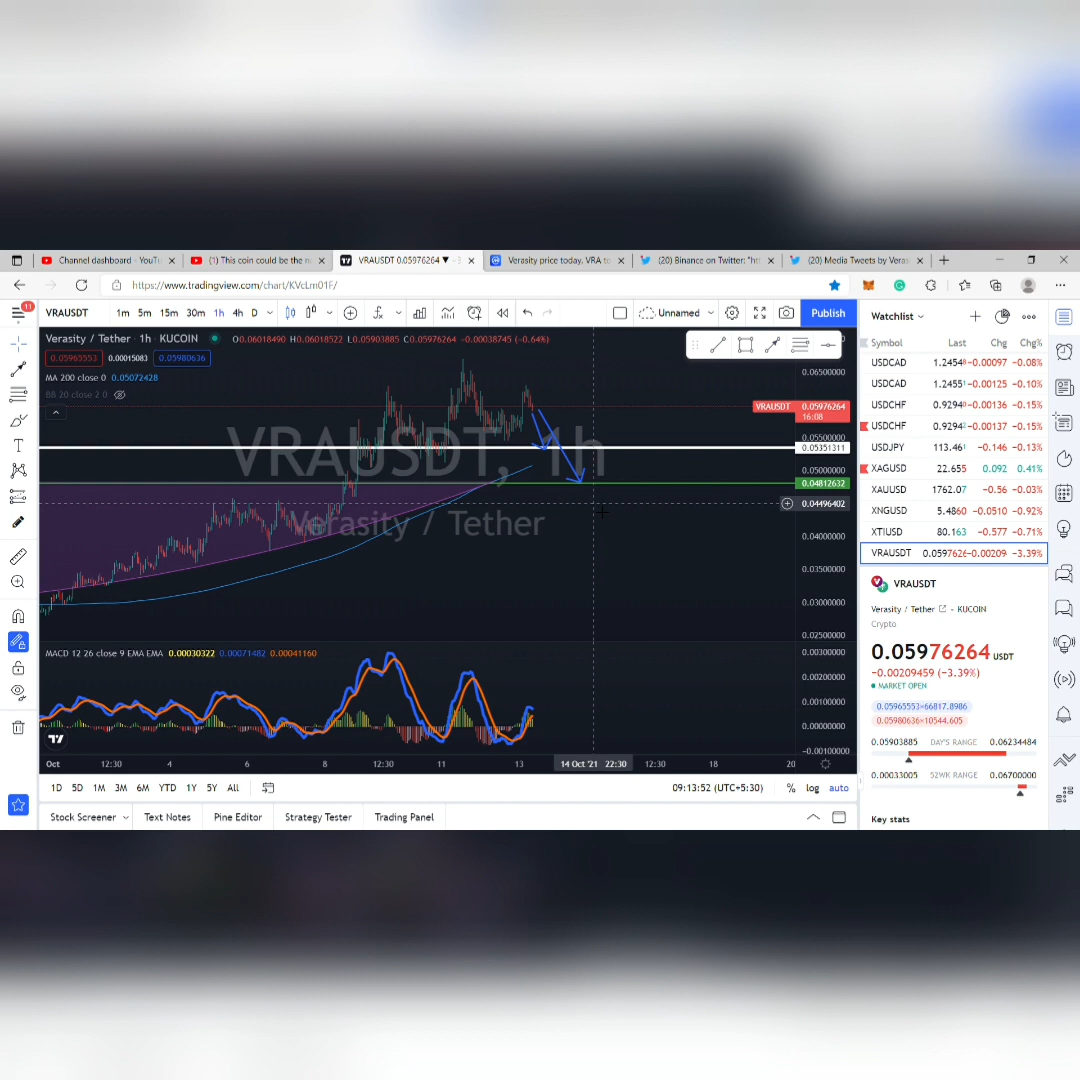 Channel dashboard - YouTu
(1) This coin could be the n
VRAUSDT 0.05976264 ▼ - 3
Verasity price today, VRA to
(20) Binance on Twitter: "ht
(20) Media Tweets by Veras
https://www.tradingview.com/chart/KVcLm01F/
11
VRAUSDT 1m 5m 15m 30m 1h 4h D
Unnamed
Publish
Verasity / Tether · 1h · KUCOIN
O0.06018490 H0.06018522 L0.05903885 C0.05976264 −0.00038745 (−0.64%)
0.05965553 0.00015083 0.05980636
MA 200 close 0 0.05072428
BB 20 close 2 0
VRAUSDT, 1h
Verasity / Tether
0.06500000
VRAUSDT 0.05976264
16:08
0.05500000
0.05351311
0.05000000
0.04812632
0.04496402
0.04000000
0.03500000
0.03000000
0.02500000
MACD 12 26 close 9 EMA EMA 0.00030322 0.00071482 0.00041160
0.00300000
0.00200000
0.00100000
0.00000000
−0.00100000
Oct 12:30 4 6 8 12:30 11 13 14 Oct '21 22:30 12:30 18 20
1D 5D 1M 3M 6M YTD 1Y 5Y All
09:13:52 (UTC+5:30) % log auto
Stock Screener Text Notes Pine Editor Strategy Tester Trading Panel
Watchlist
Symbol Last Chg Chg%
USDCAD 1.2454⁸ −0.00097 −0.08%
USDCAD 1.2455¹ −0.00125 −0.10%
USDCHF 0.9294⁰ −0.00136 −0.15%
USDCHF 0.9294² −0.00137 −0.15%
USDJPY 113.46¹ −0.146 −0.13%
XAGUSD 22.655 0.092 0.41%
XAUUSD 1762.07 −0.56 −0.03%
XNGUSD 5.4860 −0.0510 −0.92%
XTIUSD 80.163 −0.577 −0.71%
VRAUSDT 0.0597626 −0.00209 −3.39%
VRAUSDT
Verasity / Tether · KUCOIN
Crypto
0.05976264 USDT
−0.00209459 (−3.39%)
MARKET OPEN
0.05965553×66817.8986
0.05980636×10544.605
0.05903885 DAY'S RANGE 0.06234484
0.00033005 52WK RANGE 0.06700000
Key stats